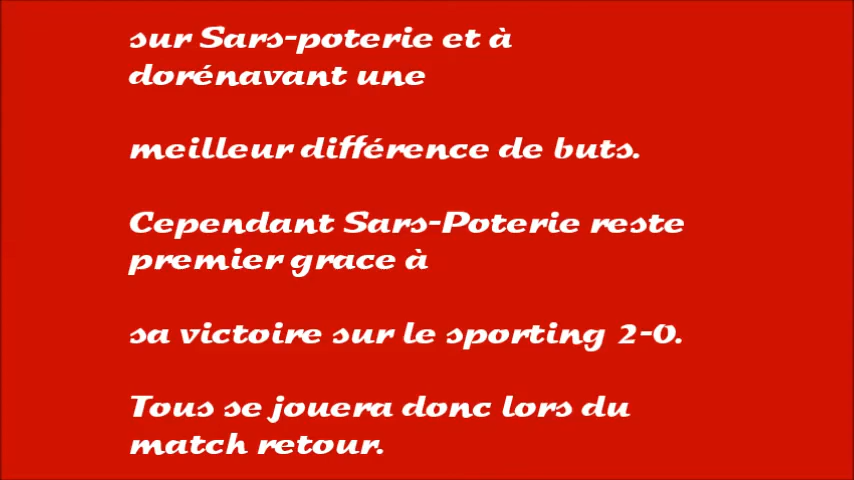 sur Sars-poterie et à
dorénavant une
meilleur différence de buts.
Cependant Sars-Poterie reste
premier grace à
sa victoire sur le sporting 2-0.
Tous se jouera donc lors du
match retour.